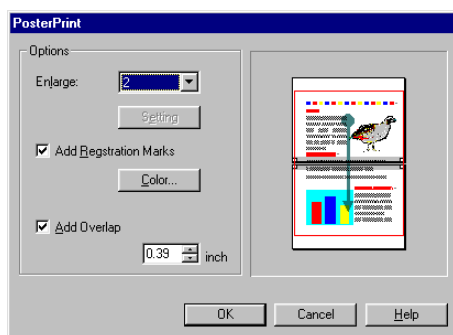 PosterPrint
Options
Enlarge: 2
Setting
Add Regstration Marks
Color...
Add Overlap
0.39 inch
OK Cancel Help